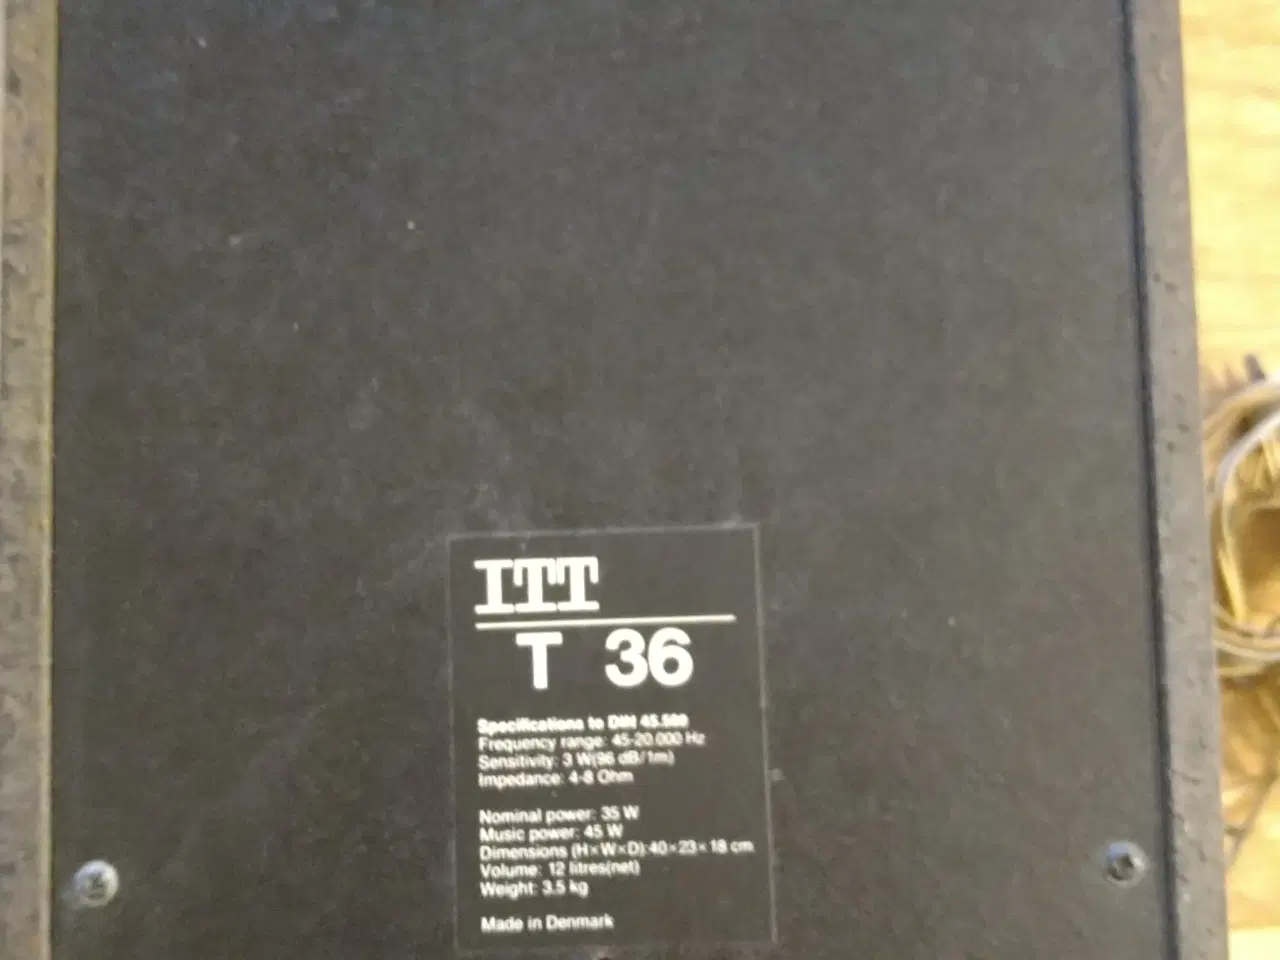 ITT
T 36
Specifications to DIN 45.500
Frequency range: 45-20.000 Hz
Sensitivity: 3 W(96 dB/1m)
Impedance: 4-8 Ohm
Nominal power: 35 W
Music power: 45 W
Dimensions (H×W×D):40×23×18 cm
Volume: 12 litres(net)
Weight: 3,5 kg
Made in Denmark